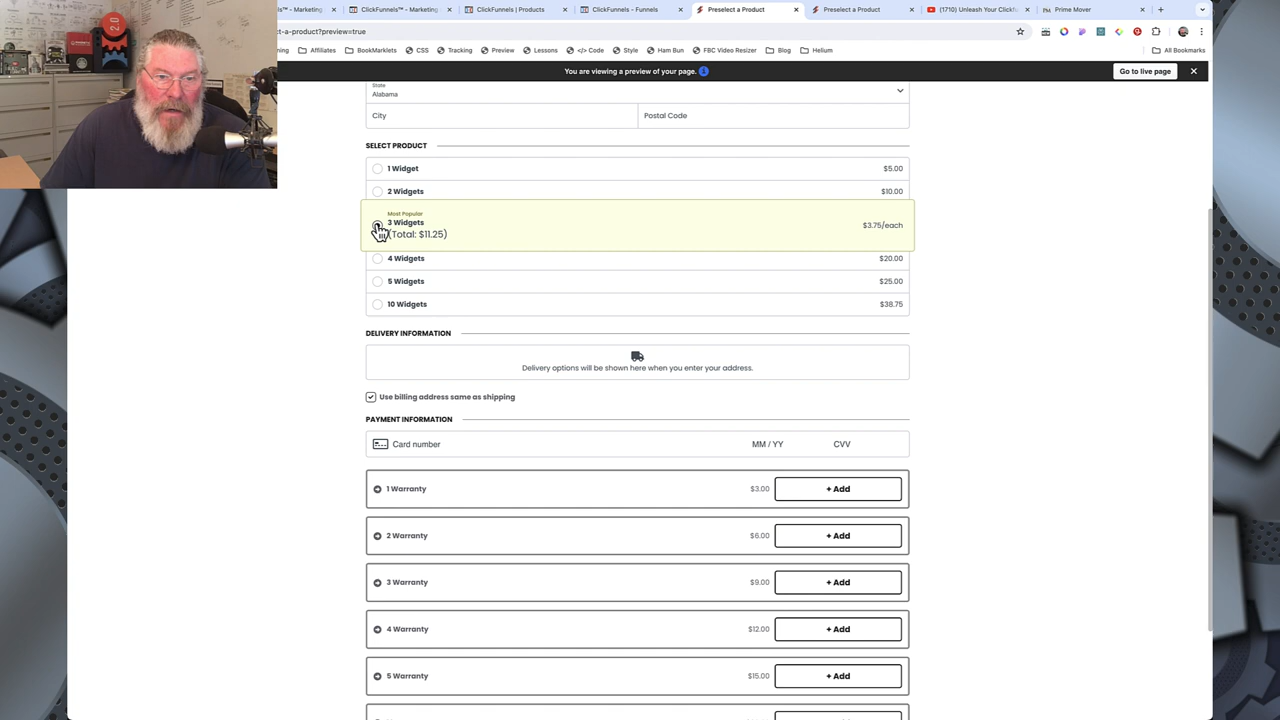 ls™ - Marketing
ClickFunnels™ - Marketing
ClickFunnels | Products
ClickFunnels - Funnels
Preselect a Product
Preselect a Product
(1710) Unleash Your Clickfu
Prime Mover
ct-a-product?preview=true
ning
Affiliates
BookMarklets
CSS
Tracking
Preview
Lessons
</> Code
Style
Ham Bun
FBC Video Resizer
Blog
Helium
All Bookmarks
You are viewing a preview of your page.
Go to live page
2.0
State
Alabama
City
Postal Code
SELECT PRODUCT
1 Widget $5.00
2 Widgets $10.00
Most Popular
3 Widgets
(Total: $11.25)
$3.75/each
4 Widgets $20.00
5 Widgets $25.00
10 Widgets $38.75
DELIVERY INFORMATION
Delivery options will be shown here when you enter your address.
Use billing address same as shipping
PAYMENT INFORMATION
Card number MM / YY CVV
1 Warranty $3.00 + Add
2 Warranty $6.00 + Add
3 Warranty $9.00 + Add
4 Warranty $12.00 + Add
5 Warranty $15.00 + Add